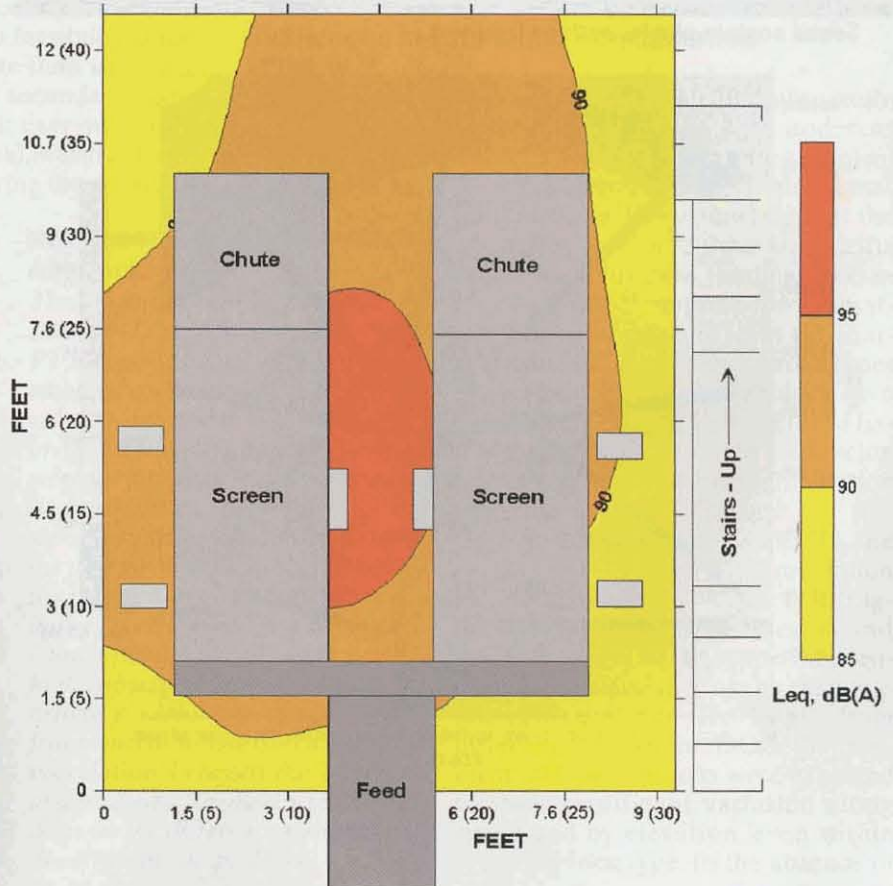 12 (40)
10.7 (35)
9 (30)
7.6 (25)
6 (20)
4.5 (15)
3 (10)
1.5 (5)
0
FEET
90
Chute
Chute
Screen
Screen
90
Feed
0
1.5 (5)
3 (10)
6 (20)
7.6 (25)
9 (30)
FEET
Stairs - Up
95
90
85
Leq, dB(A)